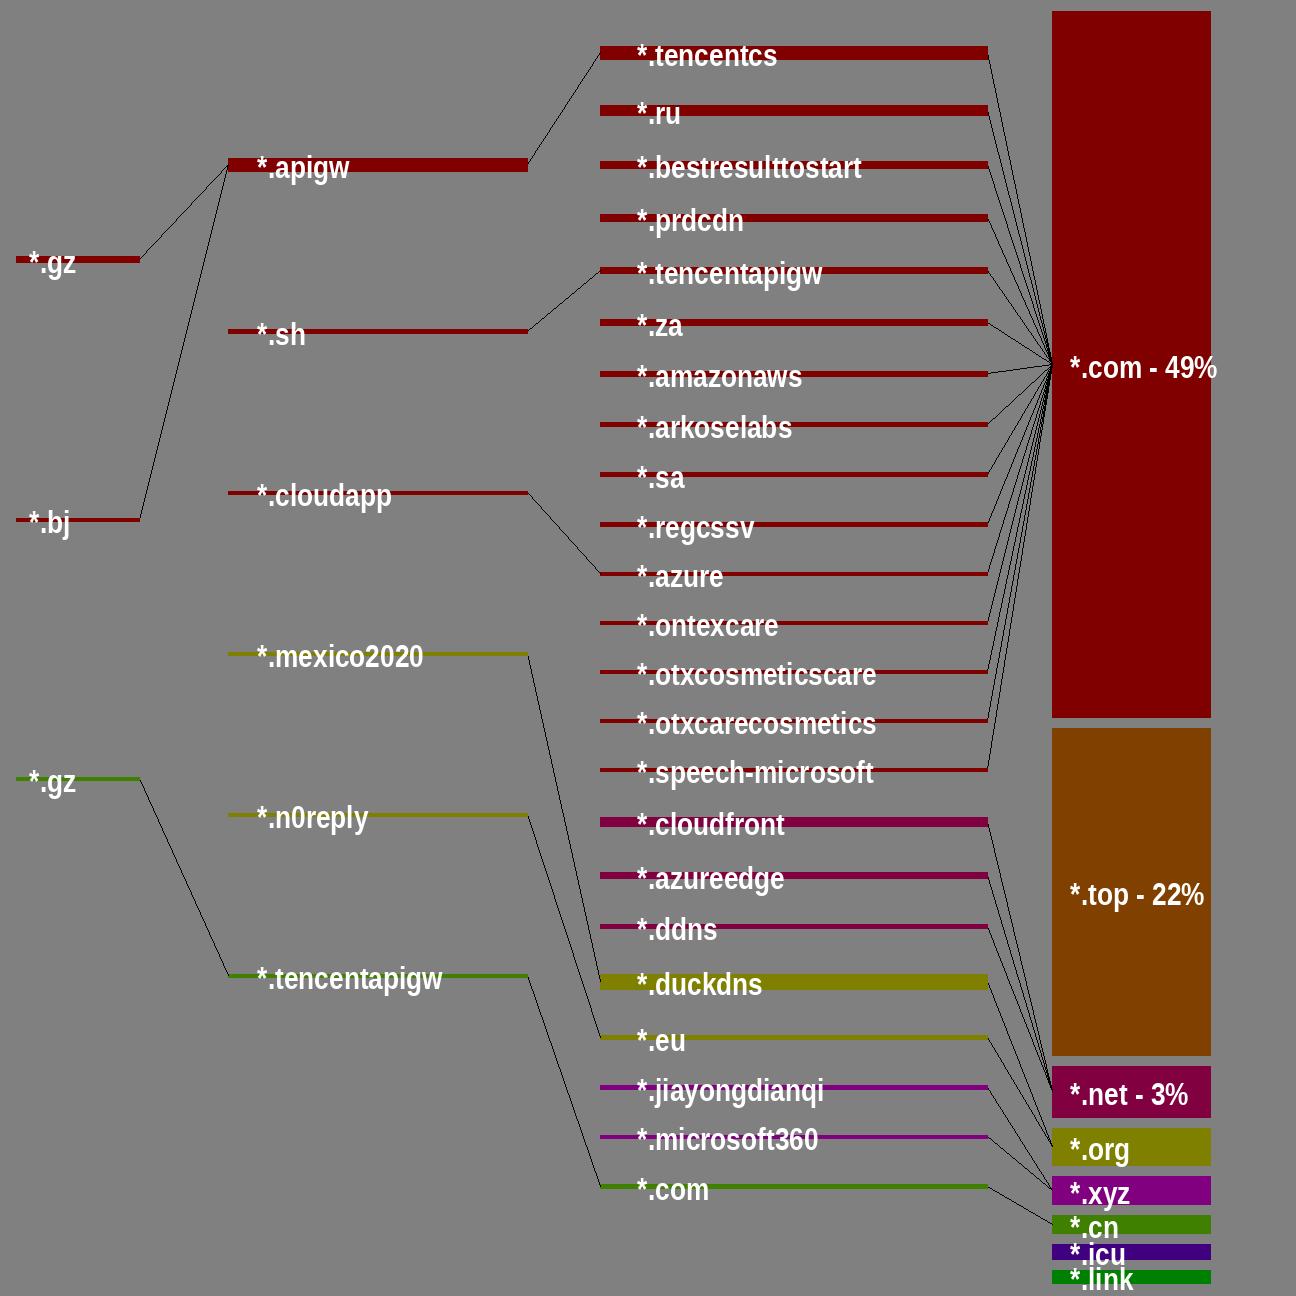 *.gz
*.bj
*.gz
*.apigw
*.sh
*.cloudapp
*.mexico2020
*.n0reply
*.tencentapigw
*.tencentcs
*.ru
*.bestresulttostart
*.prdcdn
*.tencentapigw
*.za
*.amazonaws
*.arkoselabs
*.sa
*.regcssv
*.azure
*.ontexcare
*.otxcosmeticscare
*.otxcarecosmetics
*.speech-microsoft
*.cloudfront
*.azureedge
*.ddns
*.duckdns
*.eu
*.jiayongdianqi
*.microsoft360
*.com
*.com - 49%
*.top - 22%
*.net - 3%
*.org
*.xyz
*.cn
*.icu
*.link